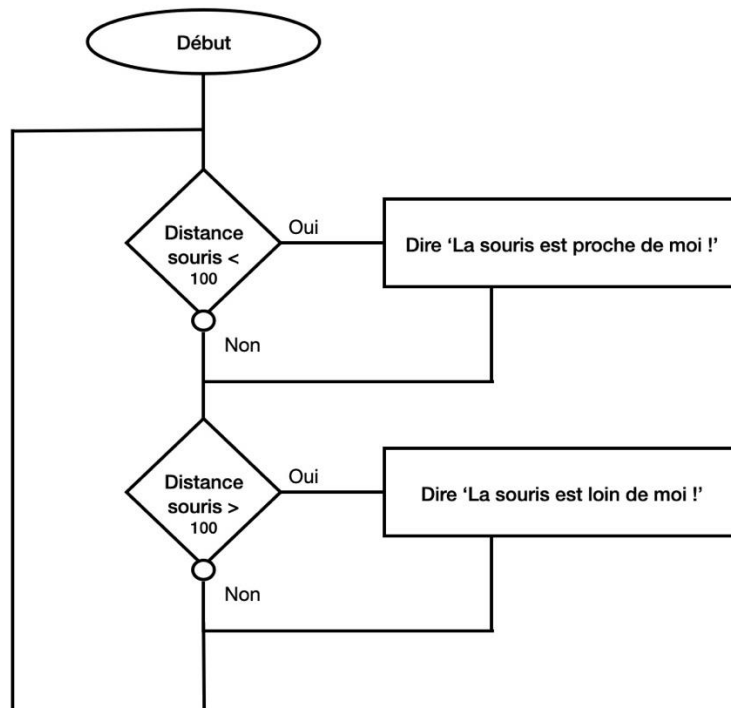 Début
Distance
souris <
100
Oui
Dire ‘La souris est proche de moi !’
Non
Distance
souris >
100
Oui
Dire ‘La souris est loin de moi !’
Non